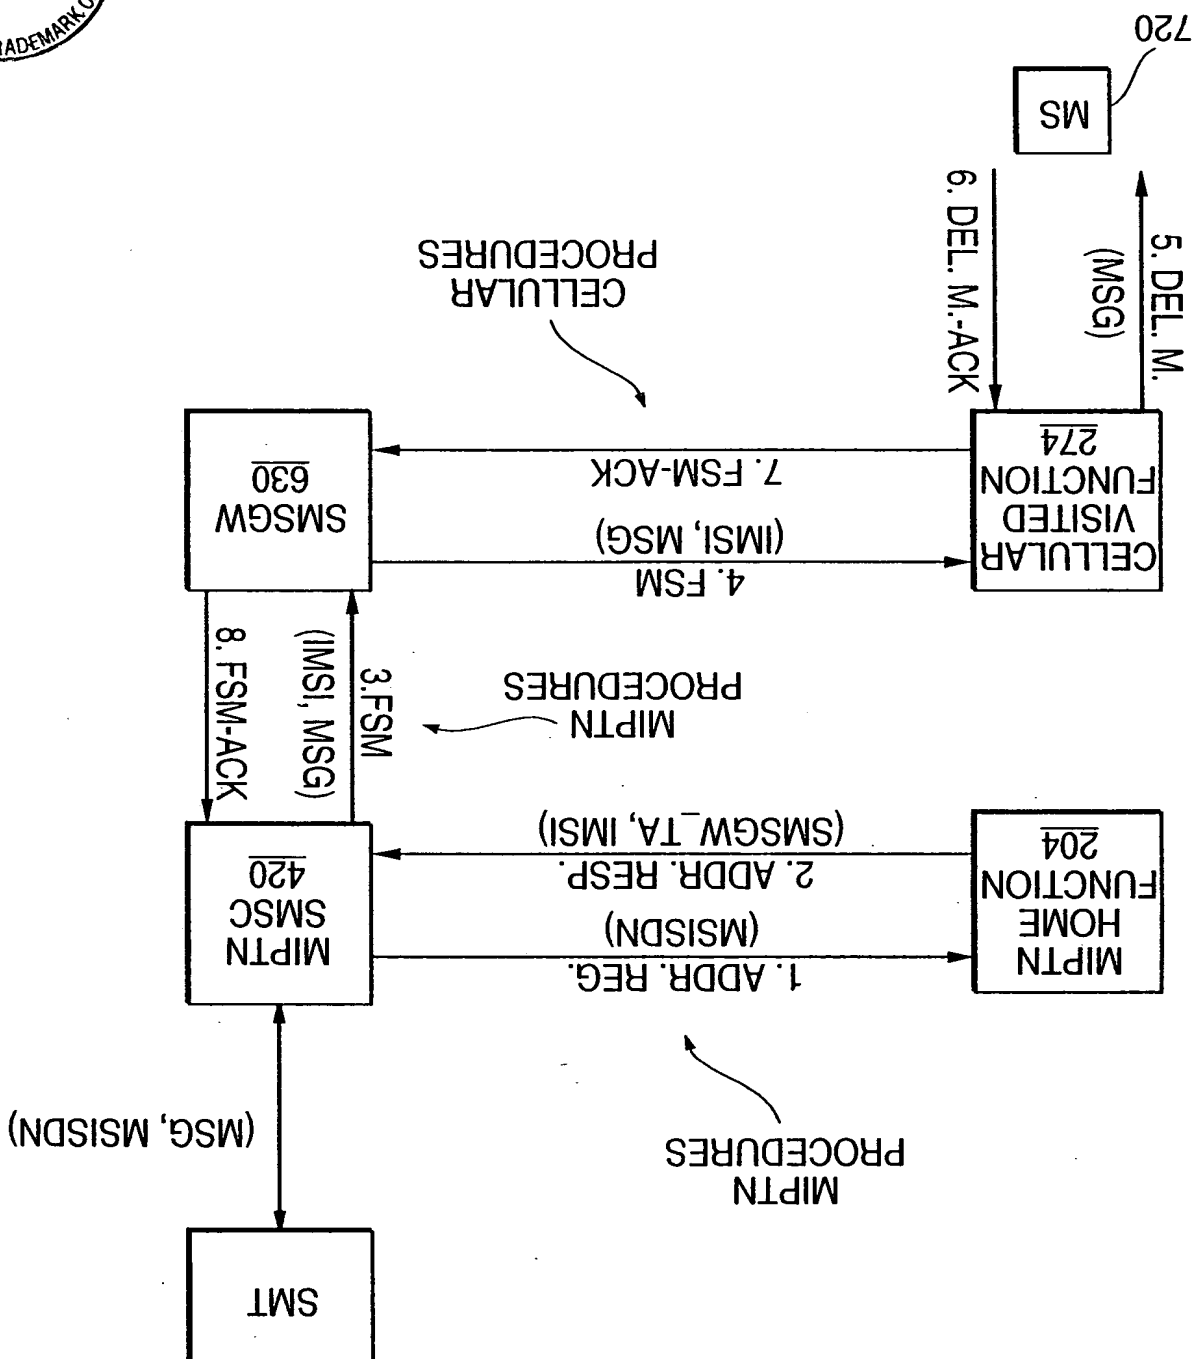 SMT
MIPTN
PROCEDURES
(MSG, MSISDN)
MIPTN
HOME
FUNCTION
204
1. ADDR. REG.
(MSISDN)
2. ADDR. RESP.
(SMSGW_TA, IMSI)
MIPTN
SMSC
420
MIPTN
PROCEDURES
3.FSM
(IMSI, MSG)
8. FSM-ACK
CELLULAR
VISITED
FUNCTION
274
4. FSM
(IMSI, MSG)
7. FSM-ACK
SMSGW
630
CELLULAR
PROCEDURES
5. DEL. M.
(MSG)
6. DEL. M.-ACK
MS
720
RADEMARK O